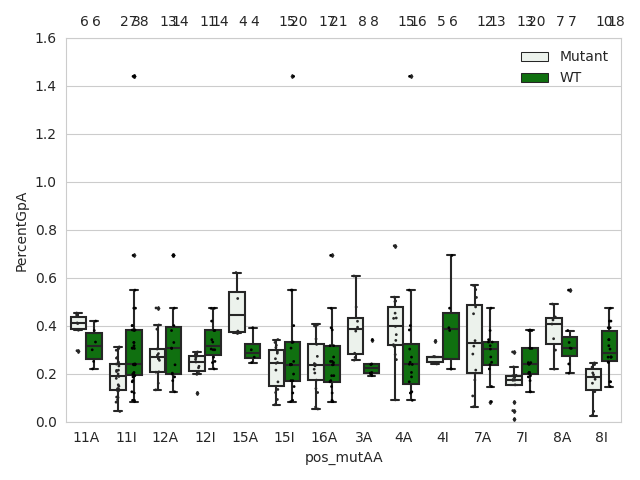 6 6 27 38 13 14 11 14 4 4 15 20 17 21 8 8 15 16 5 6 12 13 13 20 7 7 10 18
1.6
Mutant
WT
1.4
1.2
1.0
0.8
0.6
0.4
0.2
0.0
PercentGpA
11A 11I 12A 12I 15A 15I 16A 3A 4A 4I 7A 7I 8A 8I
pos_mutAA